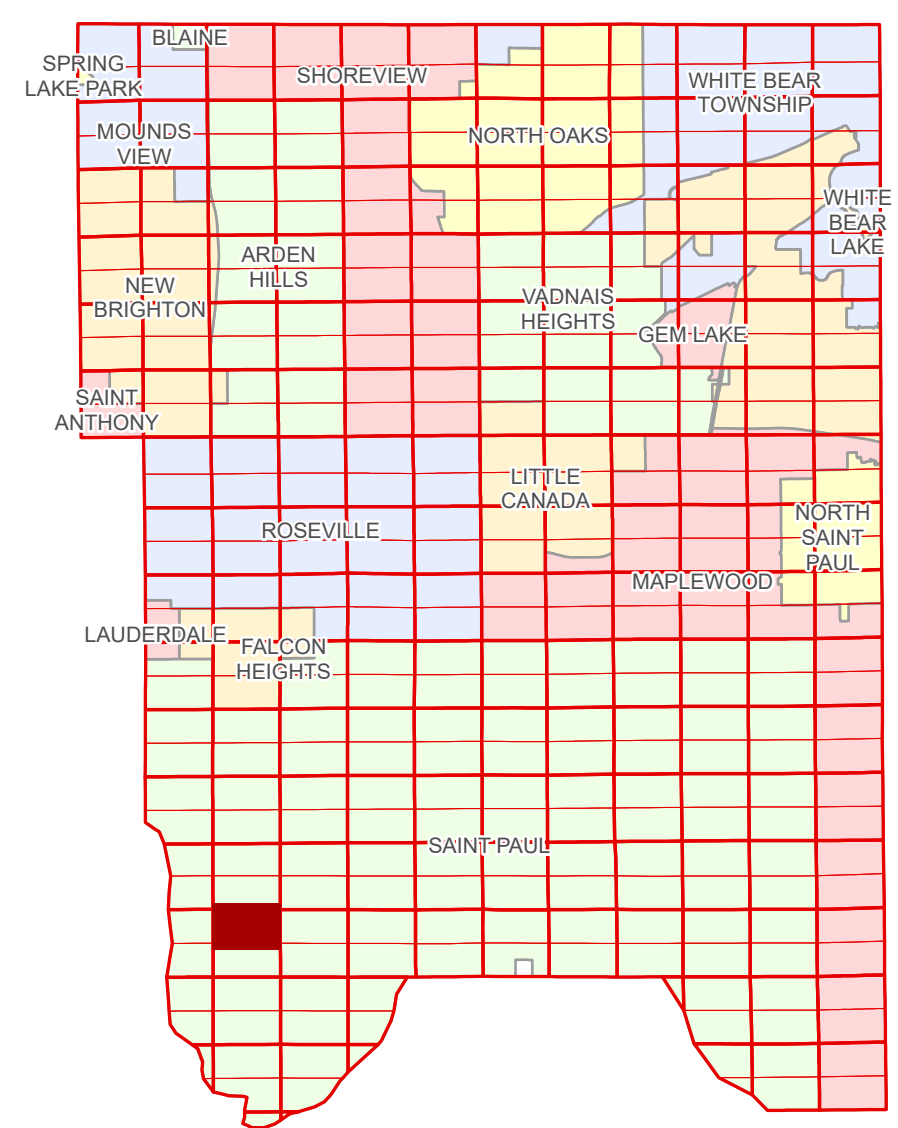 BLAINE
SPRING
LAKE PARK
SHOREVIEW
WHITE BEAR
TOWNSHIP
MOUNDS
VIEW
NORTH OAKS
WHITE
BEAR
LAKE
ARDEN
HILLS
NEW
BRIGHTON
VADNAIS
HEIGHTS
GEM LAKE
SAINT
ANTHONY
LITTLE
CANADA
NORTH
SAINT
PAUL
ROSEVILLE
MAPLEWOOD
LAUDERDALE
FALCON
HEIGHTS
SAINT PAUL